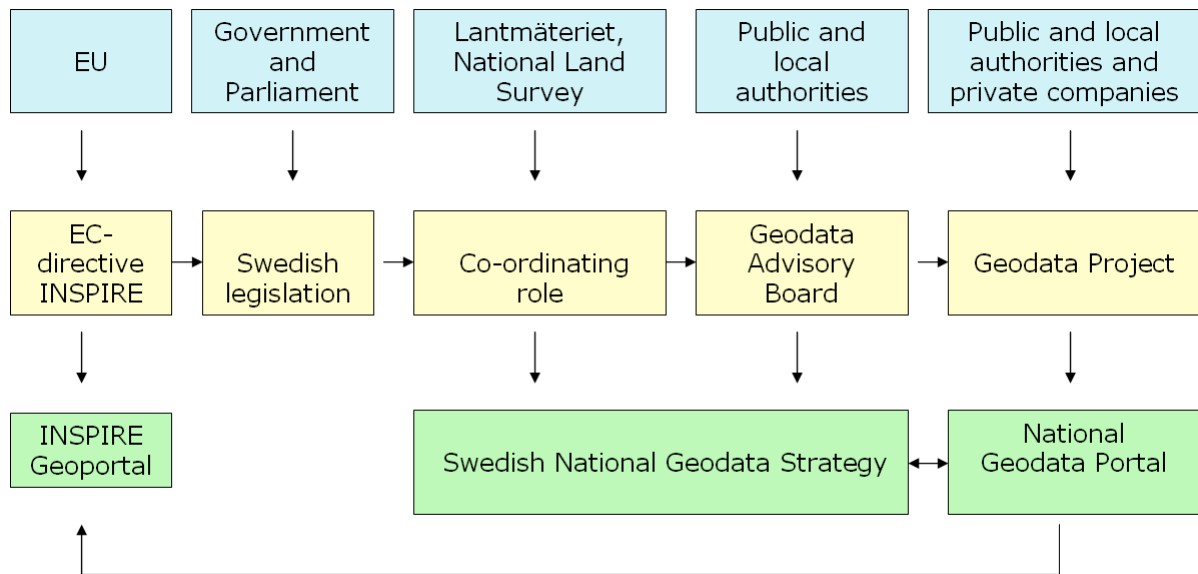 EU
Government
and
Parliament
Lantmäteriet,
National Land
Survey
Public and
local
authorities
Public and local
authorities and
private companies
EC-
directive
INSPIRE
Swedish
legislation
Co-ordinating
role
Geodata
Advisory
Board
Geodata Project
INSPIRE
Geoportal
Swedish National Geodata Strategy
National
Geodata Portal